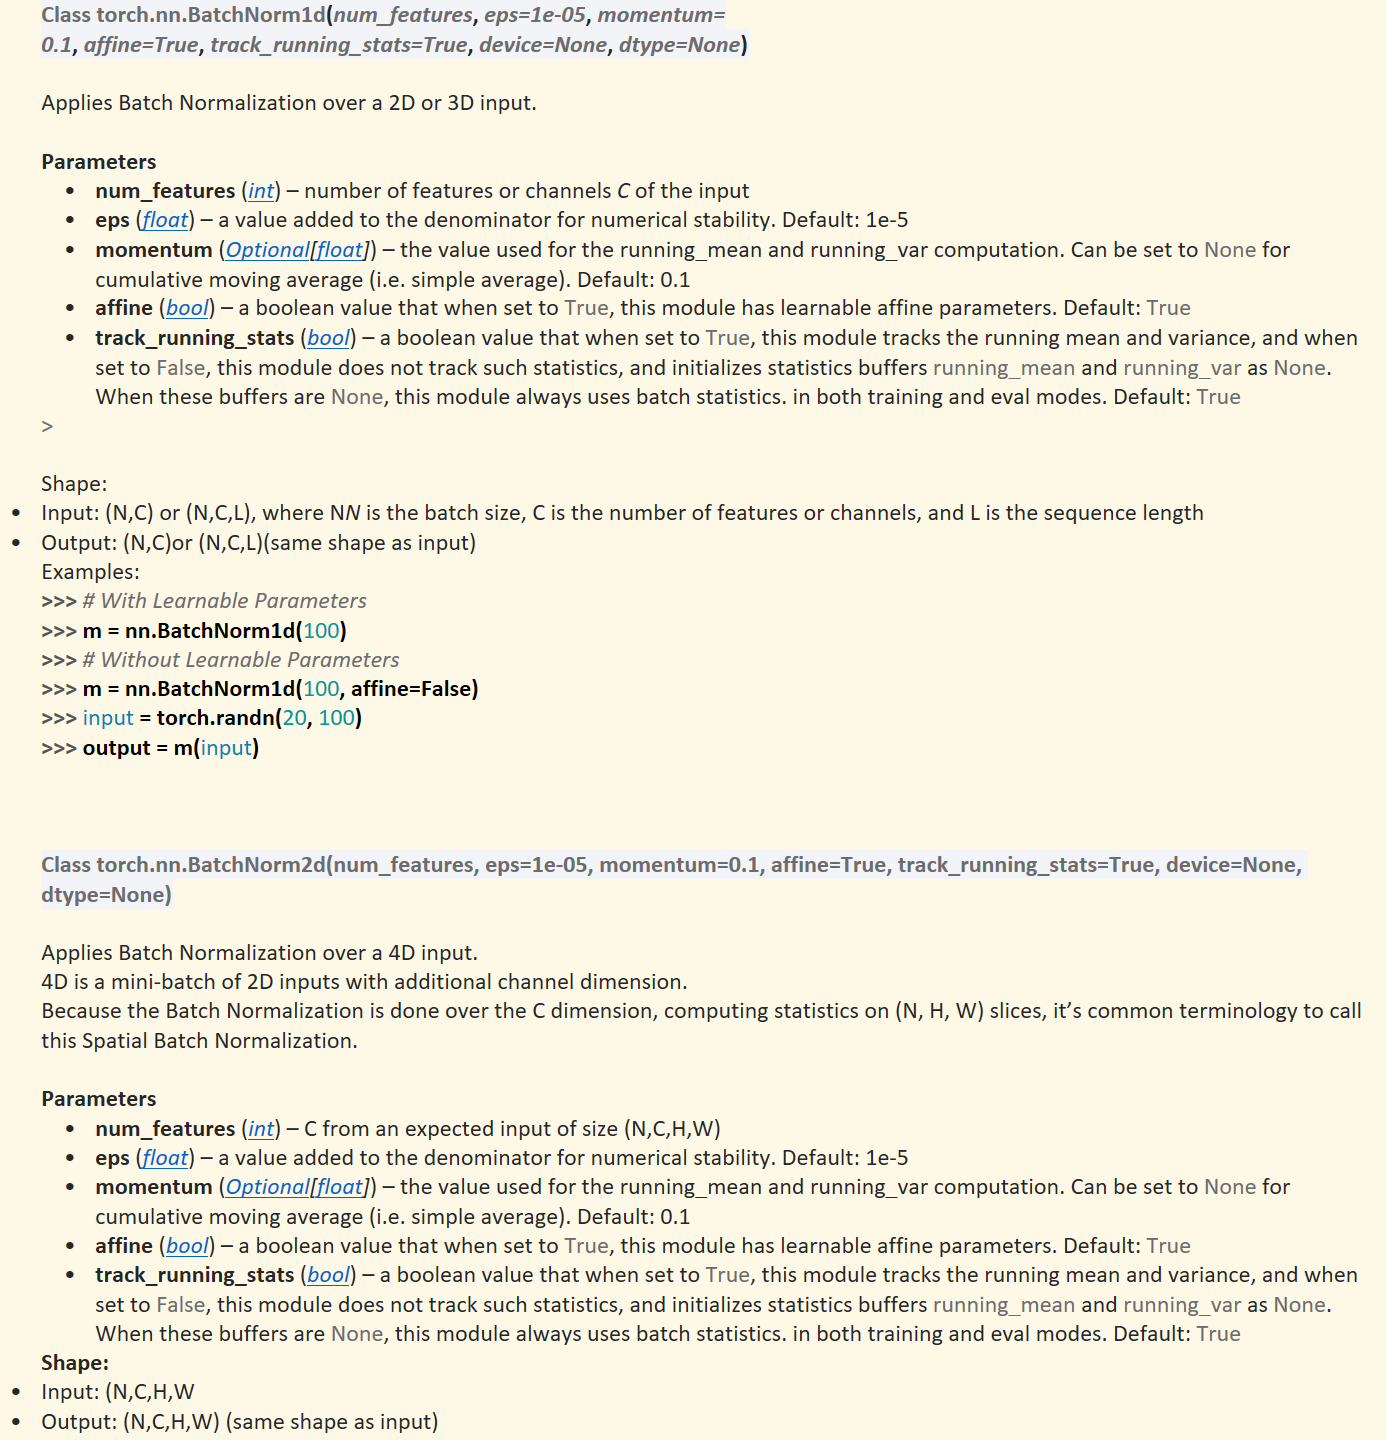 Class torch.nn.BatchNorm1d(num_features, eps=1e-05, momentum=
0.1, affine=True, track_running_stats=True, device=None, dtype=None)
Applies Batch Normalization over a 2D or 3D input.
Parameters
• num_features (int) – number of features or channels C of the input
• eps (float) – a value added to the denominator for numerical stability. Default: 1e-5
• momentum (Optional[float]) – the value used for the running_mean and running_var computation. Can be set to None for
cumulative moving average (i.e. simple average). Default: 0.1
• affine (bool) – a boolean value that when set to True, this module has learnable affine parameters. Default: True
• track_running_stats (bool) – a boolean value that when set to True, this module tracks the running mean and variance, and when
set to False, this module does not track such statistics, and initializes statistics buffers running_mean and running_var as None.
When these buffers are None, this module always uses batch statistics. in both training and eval modes. Default: True
>
Shape:
• Input: (N,C) or (N,C,L), where NN is the batch size, C is the number of features or channels, and L is the sequence length
• Output: (N,C)or (N,C,L)(same shape as input)
Examples:
>>> # With Learnable Parameters
>>> m = nn.BatchNorm1d(100)
>>> # Without Learnable Parameters
>>> m = nn.BatchNorm1d(100, affine=False)
>>> input = torch.randn(20, 100)
>>> output = m(input)
Class torch.nn.BatchNorm2d(num_features, eps=1e-05, momentum=0.1, affine=True, track_running_stats=True, device=None,
dtype=None)
Applies Batch Normalization over a 4D input.
4D is a mini-batch of 2D inputs with additional channel dimension.
Because the Batch Normalization is done over the C dimension, computing statistics on (N, H, W) slices, it’s common terminology to call
this Spatial Batch Normalization.
Parameters
• num_features (int) – C from an expected input of size (N,C,H,W)
• eps (float) – a value added to the denominator for numerical stability. Default: 1e-5
• momentum (Optional[float]) – the value used for the running_mean and running_var computation. Can be set to None for
cumulative moving average (i.e. simple average). Default: 0.1
• affine (bool) – a boolean value that when set to True, this module has learnable affine parameters. Default: True
• track_running_stats (bool) – a boolean value that when set to True, this module tracks the running mean and variance, and when
set to False, this module does not track such statistics, and initializes statistics buffers running_mean and running_var as None.
When these buffers are None, this module always uses batch statistics. in both training and eval modes. Default: True
Shape:
• Input: (N,C,H,W
• Output: (N,C,H,W) (same shape as input)